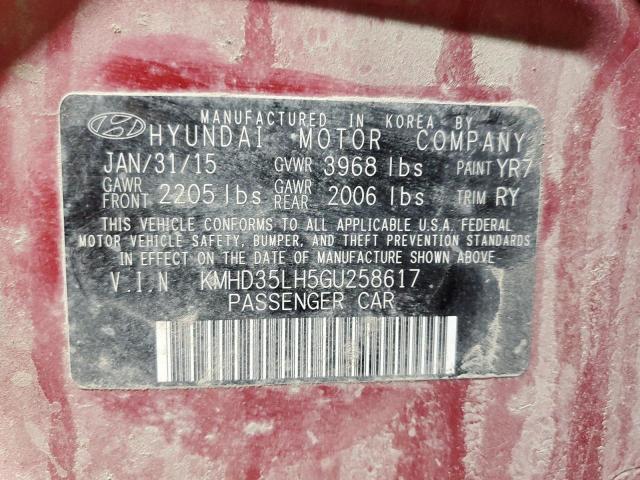 MANUFACTURED IN KOREA BY
HYUNDAI MOTOR COMPANY
JAN/31/15 GVWR 3968 lbs PAINT YR7
GAWR FRONT 2205 lbs GAWR REAR 2006 lbs TRIM RY
THIS VEHICLE CONFORMS TO ALL APPLICABLE U.S.A. FEDERAL
MOTOR VEHICLE SAFETY, BUMPER, AND THEFT PREVENTION STANDARDS
IN EFFECT ON THE DATE OF MANUFACTURE SHOWN ABOVE
V.I.N KMHD35LH5GU258617
PASSENGER CAR